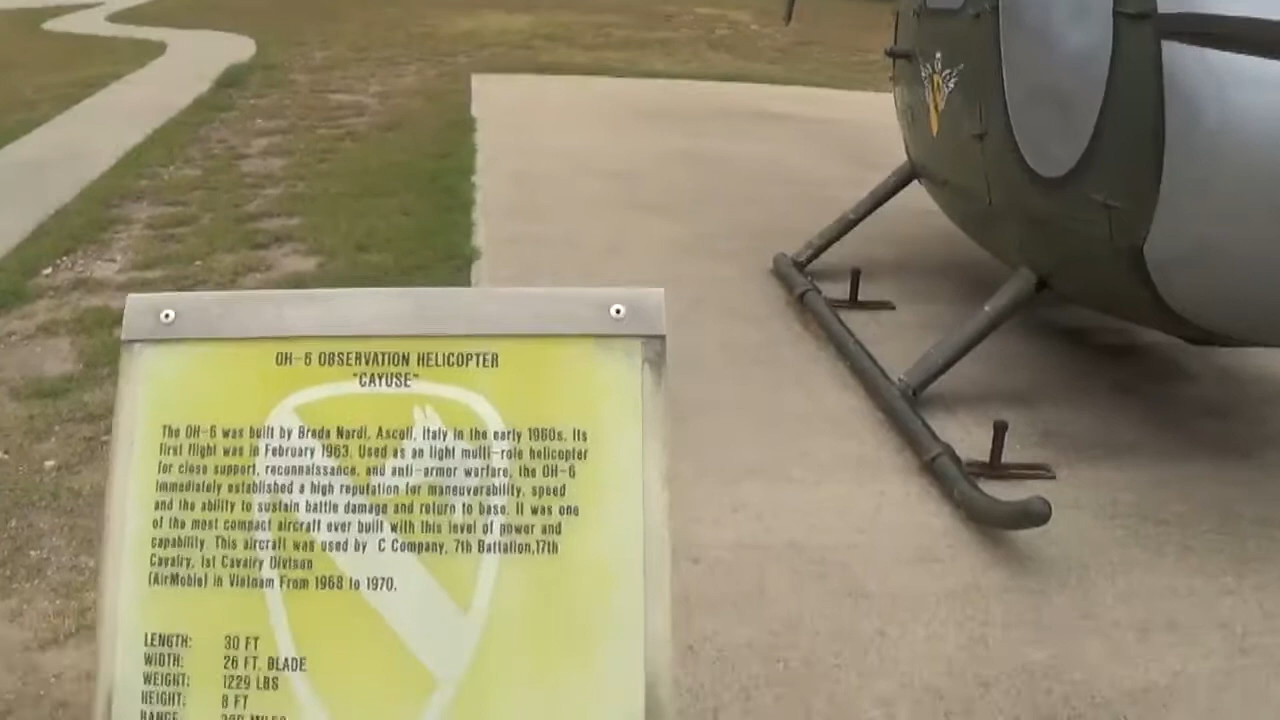 OH-6 OBSERVATION HELICOPTER
"CAYUSE"
The OH-6 was built by Breda Nardi, Ascoli, Italy in the early 1960s. Its
first flight was in February 1963. Used as an light multi-role helicopter
for close support, reconnaissance, and anti-armor warfare, the OH-6
immediately established a high reputation for maneuverability, speed
and the ability to sustain battle damage and return to base. It was one
of the most compact aircraft ever built with this level of power and
capability. This aircraft was used by C Company, 7th Battalion,17th
Cavalry, 1st Cavalry Divison
(AirMoble) in Vietnam From 1968 to 1970.
LENGTH: 30 FT
WIDTH: 26 FT. BLADE
WEIGHT: 1229 LBS
HEIGHT: 8 FT
RANGE: MILES